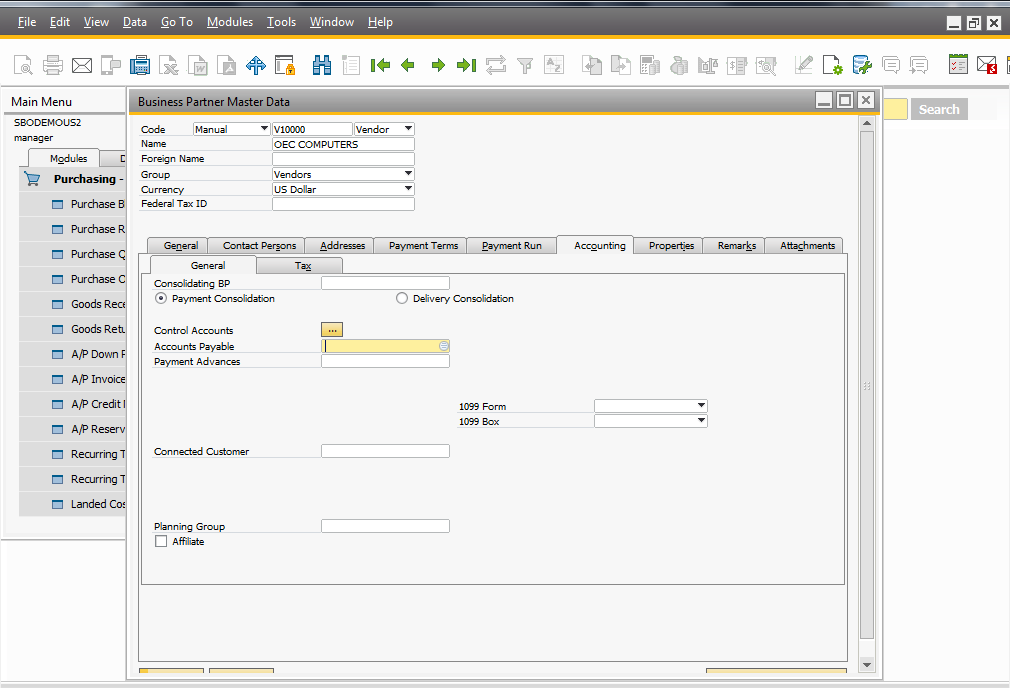 File Edit View Data Go To Modules Tools Window Help
Main Menu
SBODEMOUS2
manager
Modules D
Purchasing -
Purchase B
Purchase R
Purchase Q
Purchase O
Goods Rece
Goods Retu
A/P Down P
A/P Invoice
A/P Credit
A/P Reserv
Recurring T
Recurring T
Landed Cos
Business Partner Master Data
Search
Code Manual V10000 Vendor
Name OEC COMPUTERS
Foreign Name
Group Vendors
Currency US Dollar
Federal Tax ID
General Contact Persons Addresses Payment Terms Payment Run Accounting Properties Remarks Attachments
General Tax
Consolidating BP
Payment Consolidation Delivery Consolidation
Control Accounts ...
Accounts Payable
Payment Advances
1099 Form
1099 Box
Connected Customer
Planning Group
Affiliate